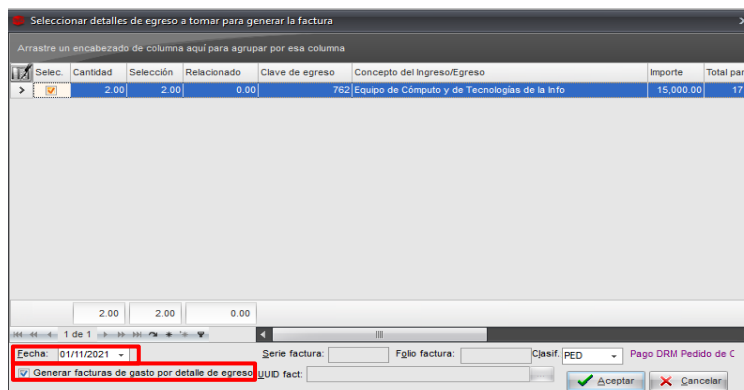 Seleccionar detalles de egreso a tomar para generar la factura
Arrastre un encabezado de columna aquí para agrupar por esa columna
Selec. Cantidad Selección Relacionado Clave de egreso Concepto del Ingreso/Egreso Importe Total par
2.00 2.00 0.00 762 Equipo de Cómputo y de Tecnologías de la Info 15,000.00 17
2.00 2.00 0.00
1 de 1
Fecha: 01/11/2021 Serie factura: Folio factura: Clasif. PED Pago DRM Pedido de C
Generar facturas de gasto por detalle de egreso UUID fact: Aceptar Cancelar